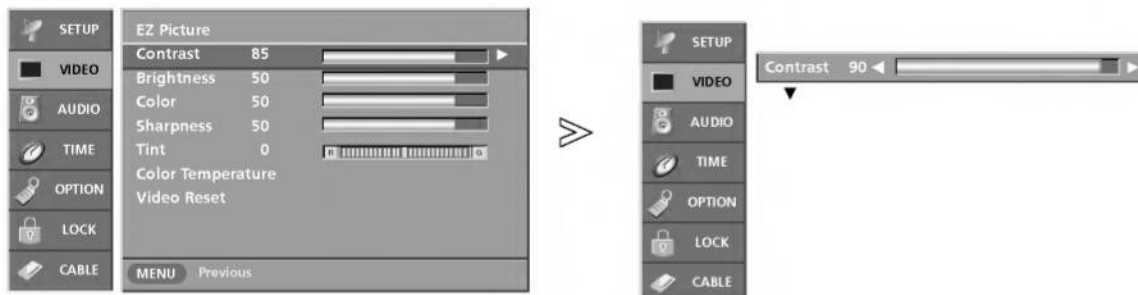 SETUP
VIDEO
AUDIO
TIME
OPTION
LOCK
CABLE
EZ Picture
Contrast 85
Brightness 50
Color 50
Sharpness 50
Tint 0 R G
Color Temperature
Video Reset
MENU Previous
SETUP
VIDEO
AUDIO
TIME
OPTION
LOCK
CABLE
Contrast 90